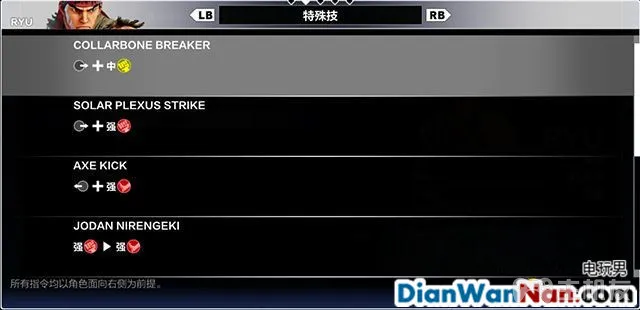 RYU
LB 特殊技 RB
COLLARBONE BREAKER
+ 中
SOLAR PLEXUS STRIKE
+ 强
AXE KICK
+ 强
JODAN NIRENGEKI
强 ▶ 强
所有指令均以角色面向右侧为前提。
电玩男
DianWanNan.com